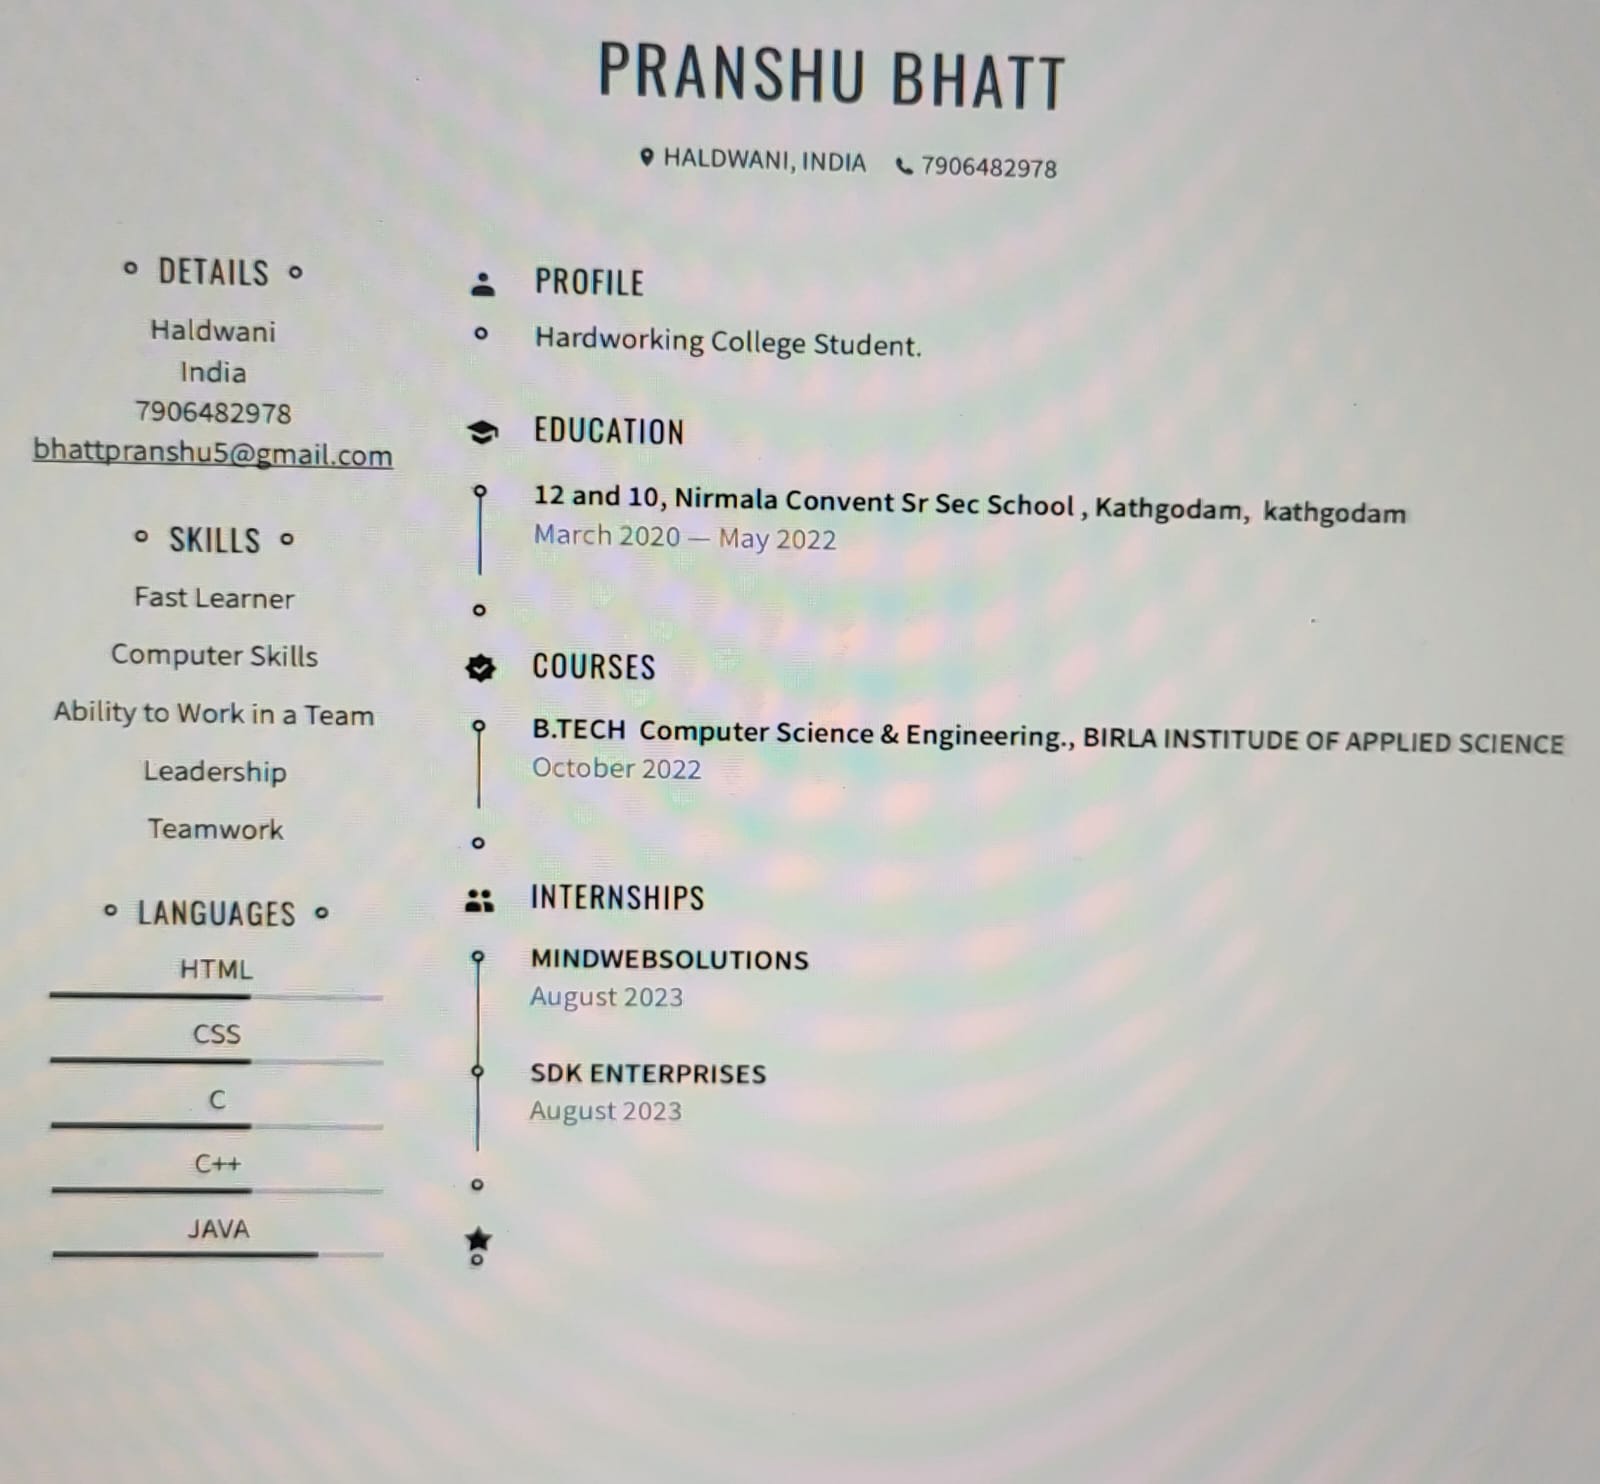 PRANSHU BHATT
HALDWANI, INDIA 7906482978
DETAILS
Haldwani
India
7906482978
bhattpranshu5@gmail.com
SKILLS
Fast Learner
Computer Skills
Ability to Work in a Team
Leadership
Teamwork
LANGUAGES
HTML
CSS
C
C++
JAVA
PROFILE
Hardworking College Student.
EDUCATION
12 and 10, Nirmala Convent Sr Sec School , Kathgodam, kathgodam
March 2020 — May 2022
COURSES
B.TECH Computer Science & Engineering., BIRLA INSTITUDE OF APPLIED SCIENCE
October 2022
INTERNSHIPS
MINDWEBSOLUTIONS
August 2023
SDK ENTERPRISES
August 2023